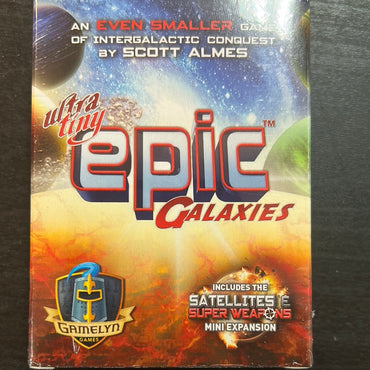 AN EVEN SMALLER GAME
OF INTERGALACTIC CONQUEST
BY SCOTT ALMES
ultra
tiny
epic™
GALAXIES
GAMELYN
GAMES
INCLUDES THE
SATELLITES &
SUPER WEAPONS
MINI EXPANSION